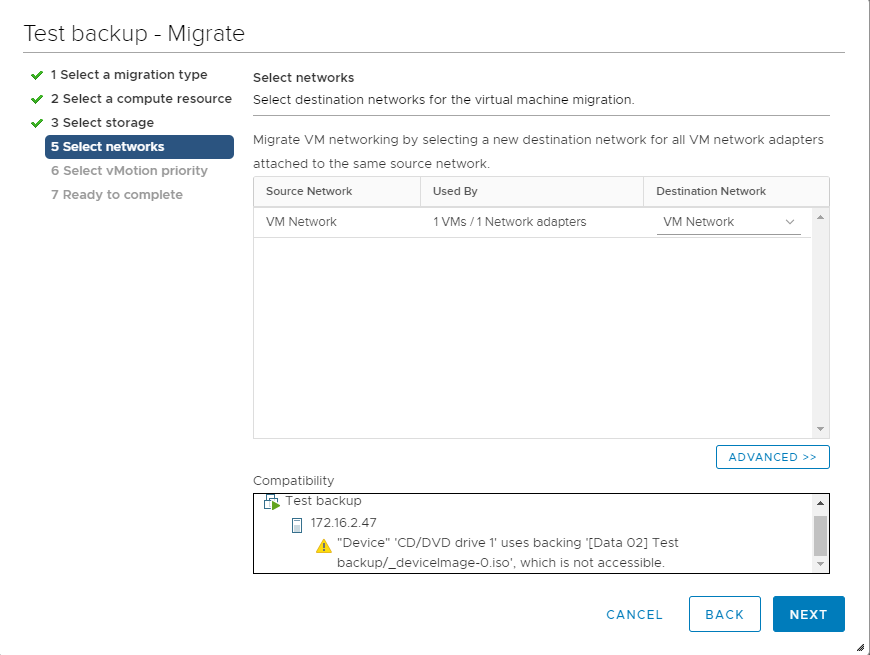 Test backup - Migrate
1 Select a migration type
2 Select a compute resource
3 Select storage
5 Select networks
6 Select vMotion priority
7 Ready to complete
Select networks
Select destination networks for the virtual machine migration.
Migrate VM networking by selecting a new destination network for all VM network adapters
attached to the same source network.
Source Network Used By Destination Network
VM Network 1 VMs / 1 Network adapters VM Network
ADVANCED >>
Compatibility
Test backup
172.16.2.47
"Device" 'CD/DVD drive 1' uses backing '[Data 02] Test
backup/_deviceImage-0.iso', which is not accessible.
CANCEL BACK NEXT